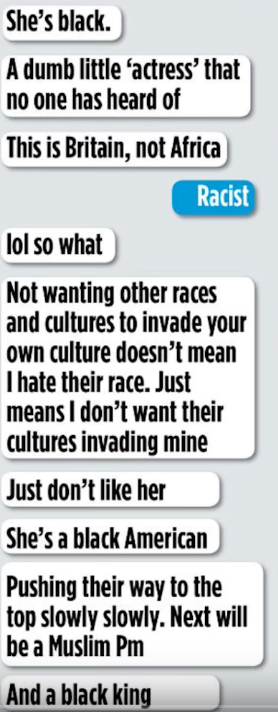 She's black.
A dumb little 'actress' that
no one has heard of
This is Britain, not Africa
Racist
lol so what
Not wanting other races
and cultures to invade your
own culture doesn't mean
I hate their race. Just
means I don't want their
cultures invading mine
Just don't like her
She's a black American
Pushing their way to the
top slowly slowly. Next will
be a Muslim Pm
And a black king